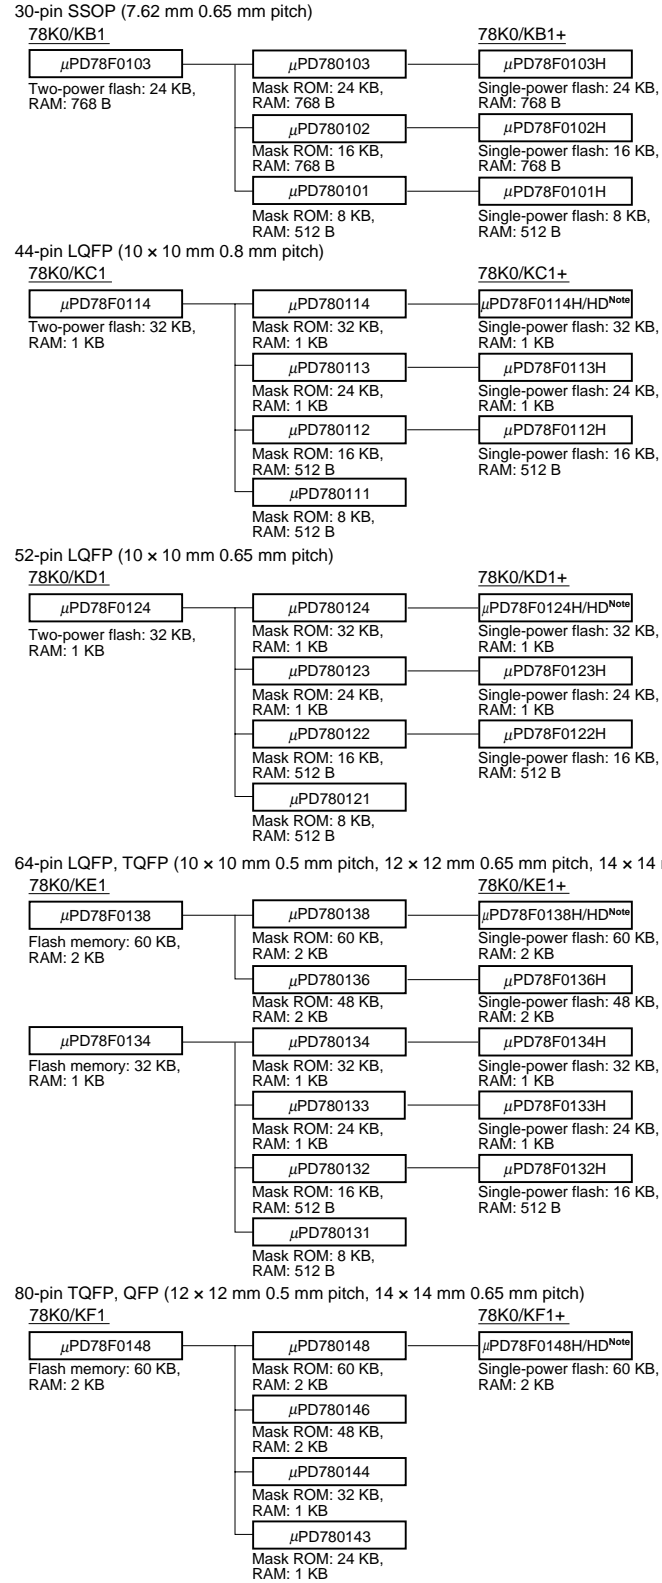 30-pin SSOP (7.62 mm 0.65 mm pitch)
78K0/KB1
78K0/KB1+
μPD78F0103
μPD780103
μPD78F0103H
Two-power flash: 24 KB,
RAM: 768 B
Mask ROM: 24 KB,
RAM: 768 B
Single-power flash: 24 KB,
RAM: 768 B
μPD780102
μPD78F0102H
Mask ROM: 16 KB,
RAM: 768 B
Single-power flash: 16 KB,
RAM: 768 B
μPD780101
μPD78F0101H
Mask ROM: 8 KB,
RAM: 512 B
Single-power flash: 8 KB,
RAM: 512 B
44-pin LQFP (10 × 10 mm 0.8 mm pitch)
78K0/KC1
78K0/KC1+
μPD78F0114
μPD780114
μPD78F0114H/HDNote
Two-power flash: 32 KB,
RAM: 1 KB
Mask ROM: 32 KB,
RAM: 1 KB
Single-power flash: 32 KB,
RAM: 1 KB
μPD780113
μPD78F0113H
Mask ROM: 24 KB,
RAM: 1 KB
Single-power flash: 24 KB,
RAM: 1 KB
μPD780112
μPD78F0112H
Mask ROM: 16 KB,
RAM: 512 B
Single-power flash: 16 KB,
RAM: 512 B
μPD780111
Mask ROM: 8 KB,
RAM: 512 B
52-pin LQFP (10 × 10 mm 0.65 mm pitch)
78K0/KD1
78K0/KD1+
μPD78F0124
μPD780124
μPD78F0124H/HDNote
Two-power flash: 32 KB,
RAM: 1 KB
Mask ROM: 32 KB,
RAM: 1 KB
Single-power flash: 32 KB,
RAM: 1 KB
μPD780123
μPD78F0123H
Mask ROM: 24 KB,
RAM: 1 KB
Single-power flash: 24 KB,
RAM: 1 KB
μPD780122
μPD78F0122H
Mask ROM: 16 KB,
RAM: 512 B
Single-power flash: 16 KB,
RAM: 512 B
μPD780121
Mask ROM: 8 KB,
RAM: 512 B
64-pin LQFP, TQFP (10 × 10 mm 0.5 mm pitch, 12 × 12 mm 0.65 mm pitch, 14 × 14
78K0/KE1
78K0/KE1+
μPD78F0138
μPD780138
μPD78F0138H/HDNote
Flash memory: 60 KB,
RAM: 2 KB
Mask ROM: 60 KB,
RAM: 2 KB
Single-power flash: 60 KB,
RAM: 2 KB
μPD780136
μPD78F0136H
Mask ROM: 48 KB,
RAM: 2 KB
Single-power flash: 48 KB,
RAM: 2 KB
μPD78F0134
μPD780134
μPD78F0134H
Flash memory: 32 KB,
RAM: 1 KB
Mask ROM: 32 KB,
RAM: 1 KB
Single-power flash: 32 KB,
RAM: 1 KB
μPD780133
μPD78F0133H
Mask ROM: 24 KB,
RAM: 1 KB
Single-power flash: 24 KB,
RAM: 1 KB
μPD780132
μPD78F0132H
Mask ROM: 16 KB,
RAM: 512 B
Single-power flash: 16 KB,
RAM: 512 B
μPD780131
Mask ROM: 8 KB,
RAM: 512 B
80-pin TQFP, QFP (12 × 12 mm 0.5 mm pitch, 14 × 14 mm 0.65 mm pitch)
78K0/KF1
78K0/KF1+
μPD78F0148
μPD780148
μPD78F0148H/HDNote
Flash memory: 60 KB,
RAM: 2 KB
Mask ROM: 60 KB,
RAM: 2 KB
Single-power flash: 60 KB,
RAM: 2 KB
μPD780146
Mask ROM: 48 KB,
RAM: 2 KB
μPD780144
Mask ROM: 32 KB,
RAM: 1 KB
μPD780143
Mask ROM: 24 KB,
RAM: 1 KB